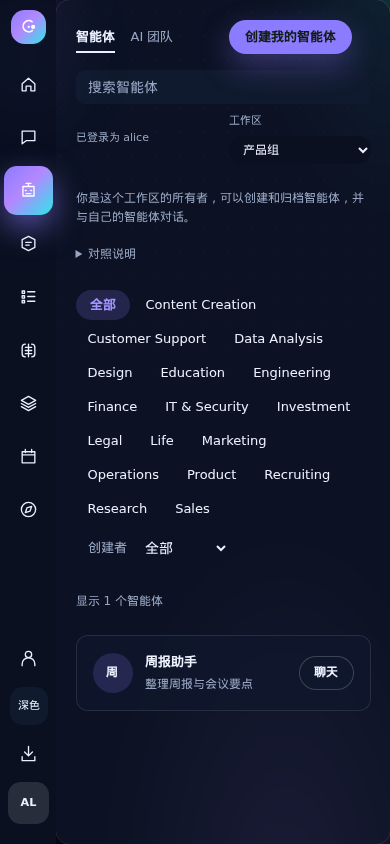 智能体
AI 团队
创建我的智能体
搜索智能体
已登录为 alice
工作区
产品组
你是这个工作区的所有者，可以创建和归档智能体，并
与自己的智能体对话。
对照说明
全部
Content Creation
Customer Support
Data Analysis
Design
Education
Engineering
Finance
IT & Security
Investment
Legal
Life
Marketing
Operations
Product
Recruiting
Research
Sales
创建者
全部
显示 1 个智能体
周
周报助手
整理周报与会议要点
聊天
深色
AL